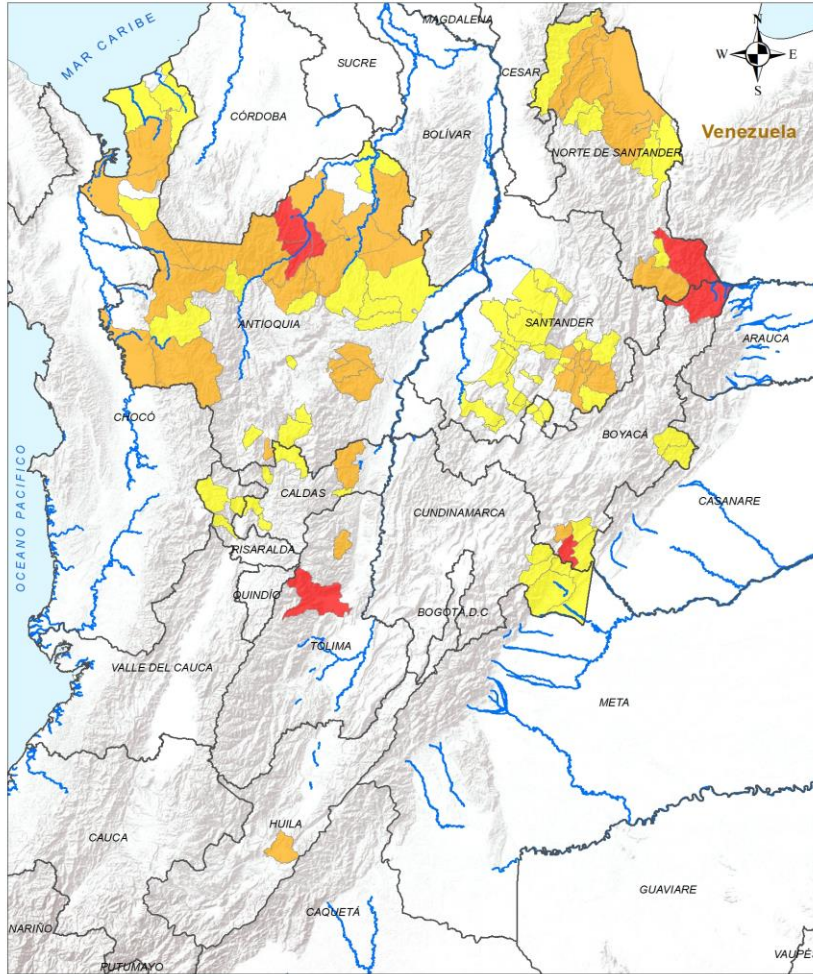 MAGDALENA
N
MAR CARIBE
SUCRE
CESAR
W
E
S
CÓRDOBA
BOLÍVAR
Venezuela
NORTE DE SANTANDER
ANTIOQUIA
SANTANDER
ARAUCA
CHOCÓ
BOYACÁ
OCEANO PACIFICO
CALDAS
CUNDINAMARCA
CASANARE
RISARALDA
QUINDÍO
BOGOTÁ, D.C
TOLIMA
VALLE DEL CAUCA
META
HUILA
CAUCA
GUAVIARE
CAQUETÁ
NARIÑO
PUTUMAYO
VAUPÉS